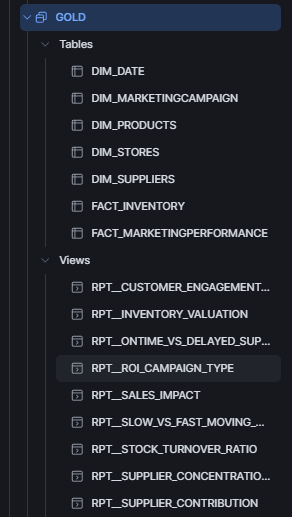 GOLD
Tables
DIM_DATE
DIM_MARKETINGCAMPAIGN
DIM_PRODUCTS
DIM_STORES
DIM_SUPPLIERS
FACT_INVENTORY
FACT_MARKETINGPERFORMANCE
Views
RPT__CUSTOMER_ENGAGEMENT...
RPT__INVENTORY_VALUATION
RPT__ONTIME_VS_DELAYED_SUP...
RPT__ROI_CAMPAIGN_TYPE
RPT__SALES_IMPACT
RPT__SLOW_VS_FAST_MOVING_...
RPT__STOCK_TURNOVER_RATIO
RPT__SUPPLIER_CONCENTRATIO...
RPT__SUPPLIER_CONTRIBUTION